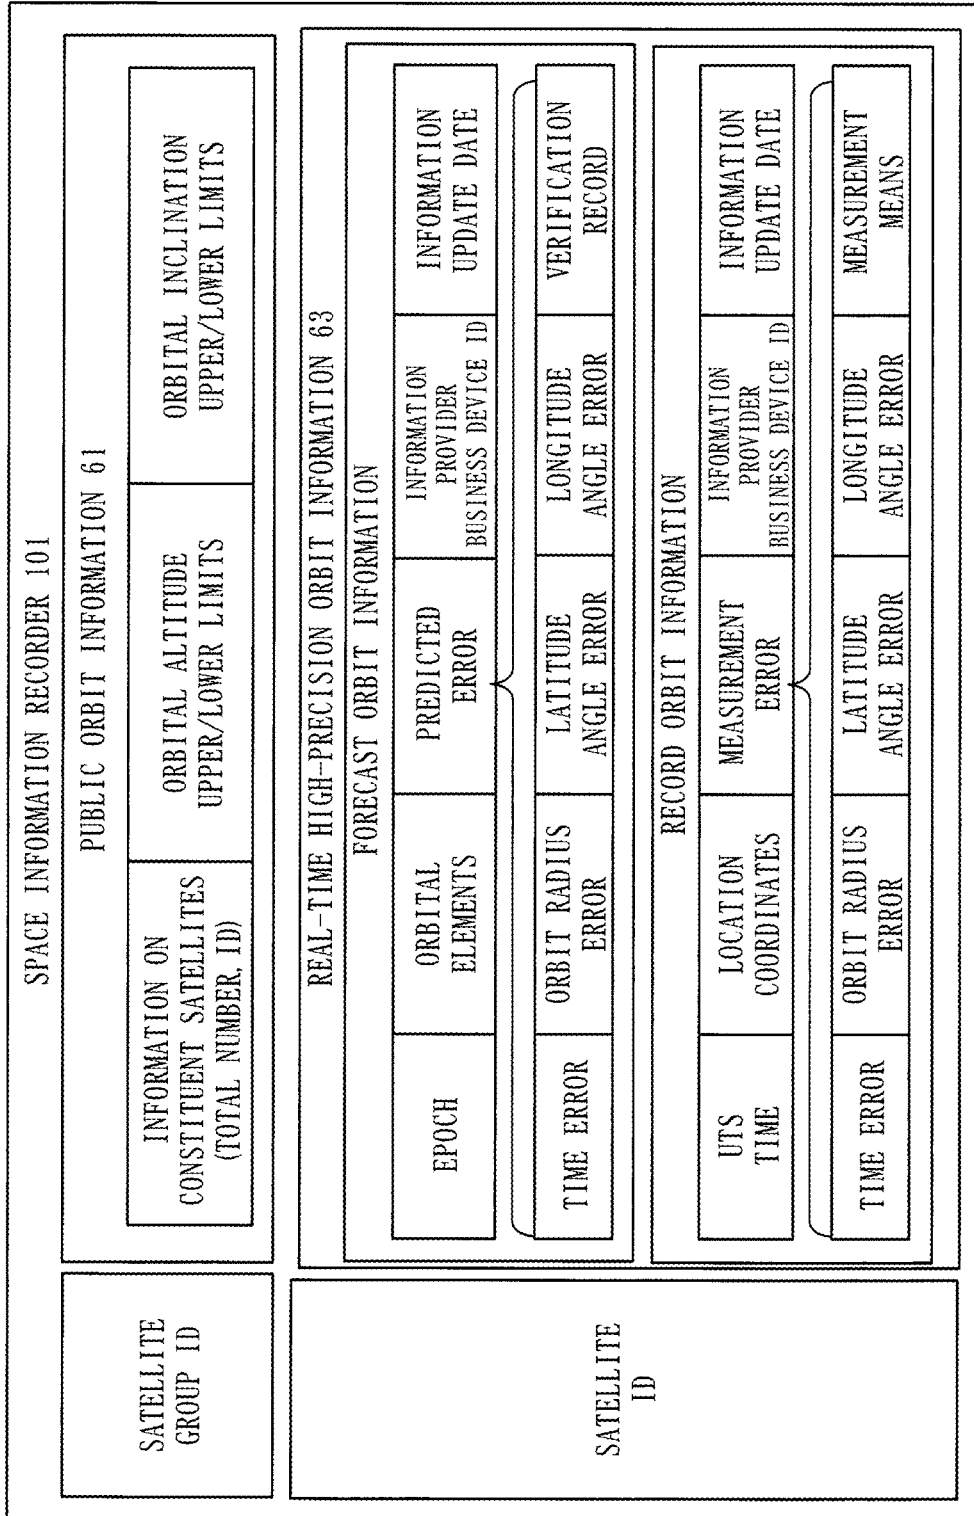 SPACE INFORMATION RECORDER 101
SATELLITE
GROUP ID
PUBLIC ORBIT INFORMATION 61
INFORMATION ON
CONSTITUENT SATELLITES
(TOTAL NUMBER, ID)
ORBITAL ALTITUDE
UPPER/LOWER LIMITS
ORBITAL INCLINATION
UPPER/LOWER LIMITS
SATELLITE
ID
REAL-TIME HIGH-PRECISION ORBIT INFORMATION 63
FORECAST ORBIT INFORMATION
EPOCH
ORBITAL
ELEMENTS
PREDICTED
ERROR
INFORMATION
PROVIDER
BUSINESS DEVICE ID
INFORMATION
UPDATE DATE
TIME ERROR
ORBIT RADIUS
ERROR
LATITUDE
ANGLE ERROR
LONGITUDE
ANGLE ERROR
VERIFICATION
RECORD
RECORD ORBIT INFORMATION
UTS
TIME
LOCATION
COORDINATES
MEASUREMENT
ERROR
INFORMATION
PROVIDER
BUSINESS DEVICE ID
INFORMATION
UPDATE DATE
TIME ERROR
ORBIT RADIUS
ERROR
LATITUDE
ANGLE ERROR
LONGITUDE
ANGLE ERROR
MEASUREMENT
MEANS